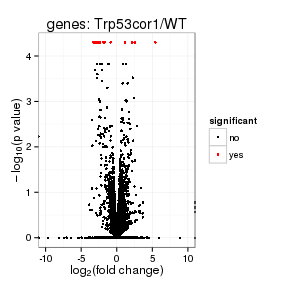 genes: Trp53cor1/WT
4
3
2
1
0
−log10(p value)
-10 -5 0 5 10
log2(fold change)
significant
no
yes